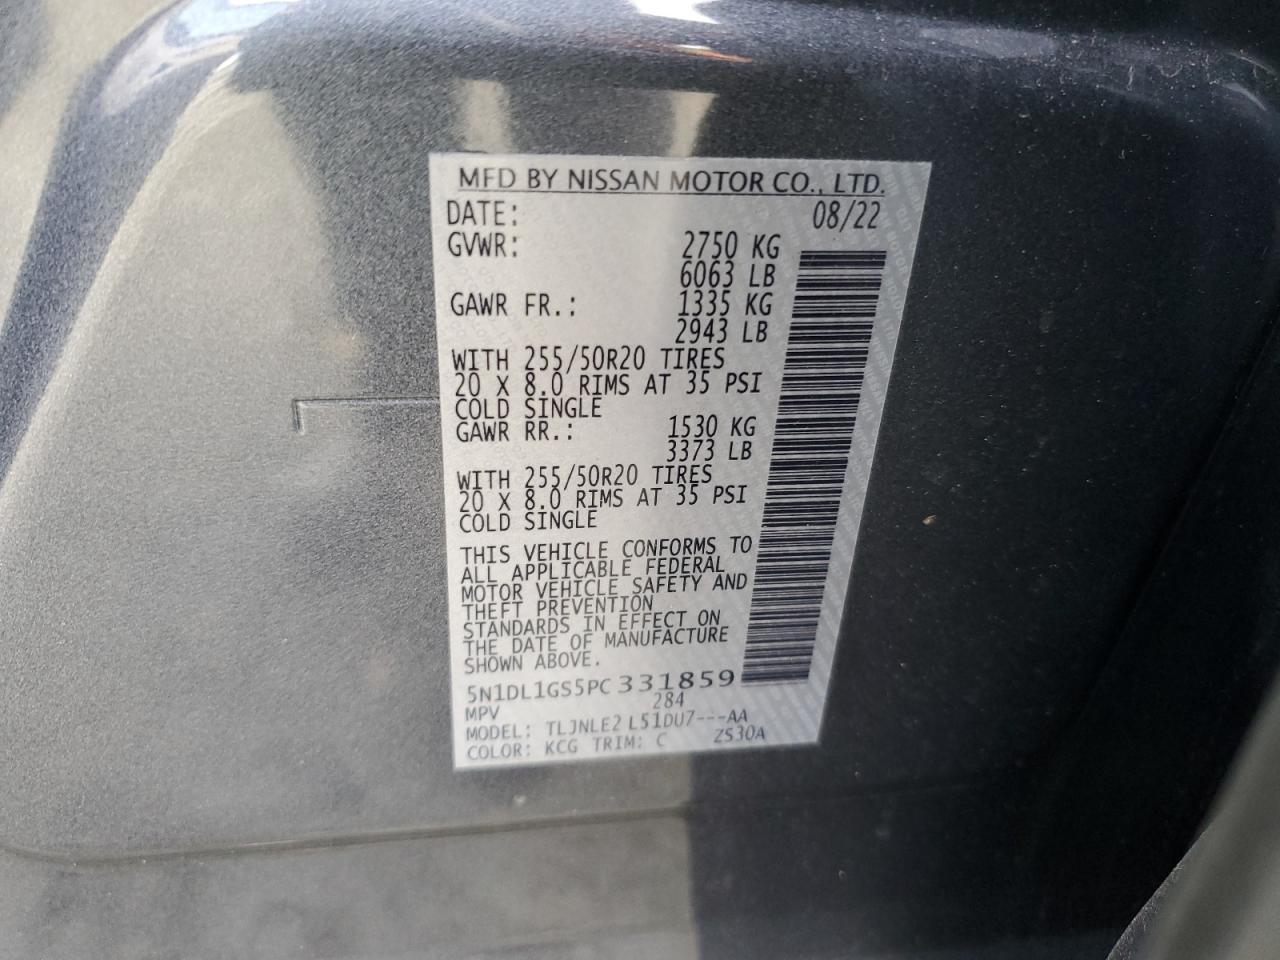 MFD BY NISSAN MOTOR CO., LTD.
DATE: 08/22
GVWR: 2750 KG
6063 LB
GAWR FR.: 1335 KG
2943 LB
WITH 255/50R20 TIRES
20 X 8.0 RIMS AT 35 PSI
COLD SINGLE
GAWR RR.: 1530 KG
3373 LB
WITH 255/50R20 TIRES
20 X 8.0 RIMS AT 35 PSI
COLD SINGLE
THIS VEHICLE CONFORMS TO
ALL APPLICABLE FEDERAL
MOTOR VEHICLE SAFETY AND
THEFT PREVENTION
STANDARDS IN EFFECT ON
THE DATE OF MANUFACTURE
SHOWN ABOVE.
5N1DL1GS5PC331859
MPV 284
MODEL: TLJNLE2 L51DU7---AA
COLOR: KCG TRIM: C ZS30A